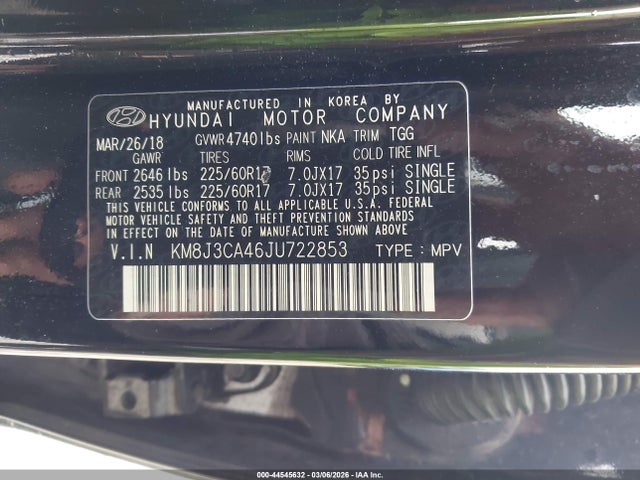 MANUFACTURED IN KOREA BY
HYUNDAI MOTOR COMPANY
MAR/26/18 GVWR 4740lbs PAINT NKA TRIM TGG
GAWR TIRES RIMS COLD TIRE INFL
FRONT 2646 lbs 225/60R17 7.0JX17 35psi SINGLE
REAR 2535 lbs 225/60R17 7.0JX17 35psi SINGLE
THIS VEHICLE CONFORMS TO ALL APPLICABLE U.S.A. FEDERAL
MOTOR VEHICLE SAFETY, AND THEFT PREVENTION STANDARDS
IN EFFECT ON THE DATE OF MANUFACTURE SHOWN ABOVE
V.I.N KM8J3CA46JU722853 TYPE : MPV
000-44545632 - 03/06/2026 - IAA Inc.